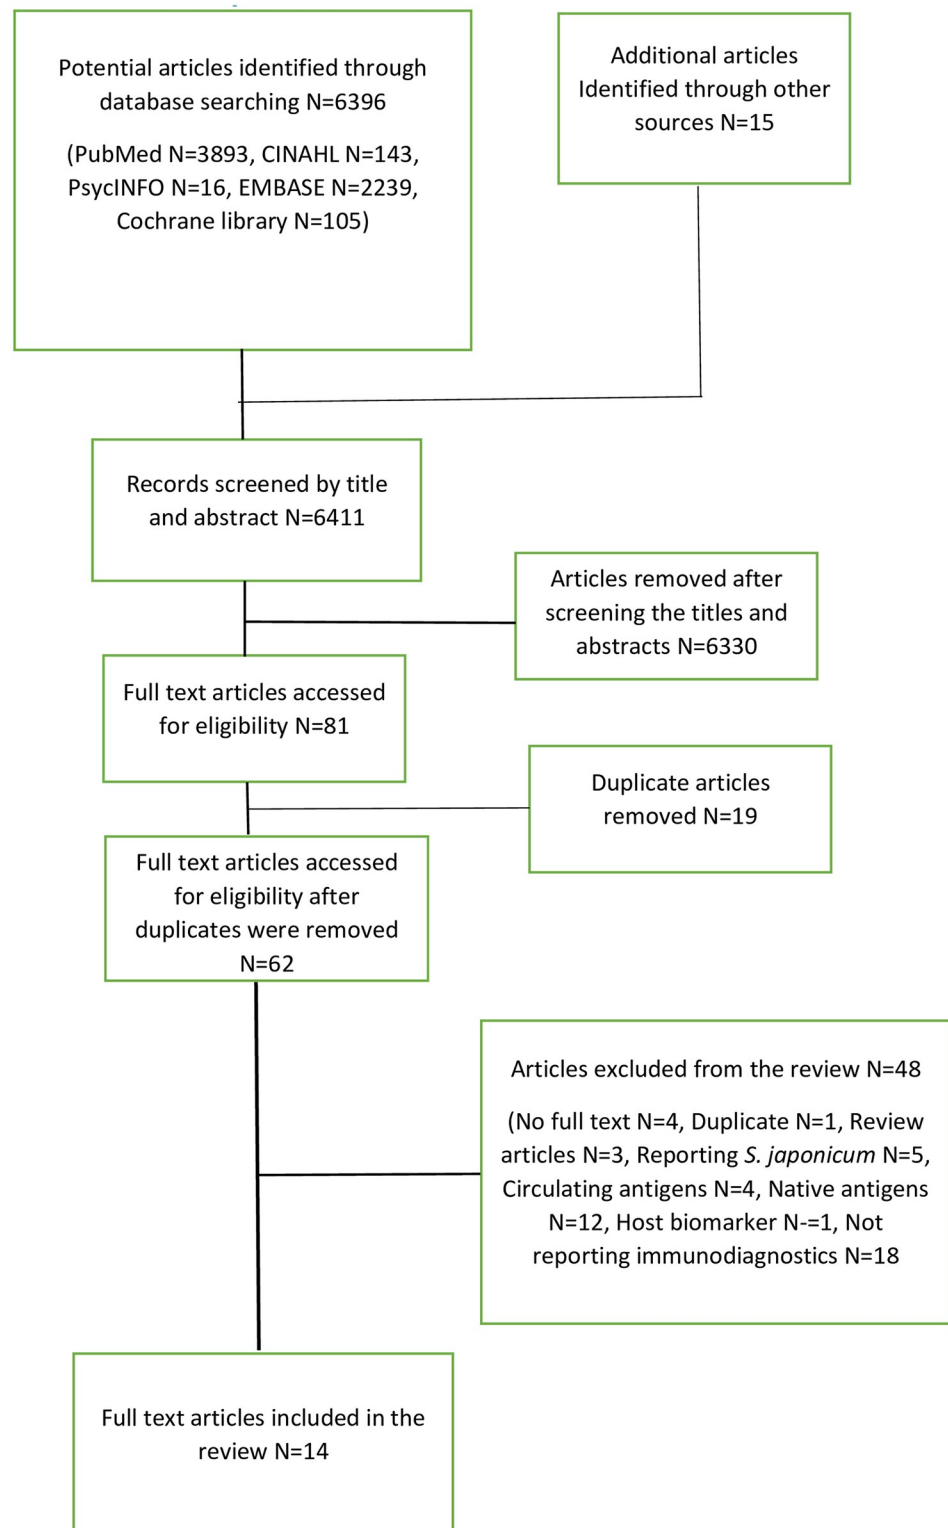 Potential articles identified through
database searching N=6396
(PubMed N=3893, CINAHL N=143,
PsycINFO N=16, EMBASE N=2239,
Cochrane library N=105)
Additional articles
Identified through other
sources N=15
Records screened by title
and abstract N=6411
Articles removed after
screening the titles and
abstracts N=6330
Full text articles accessed
for eligibility N=81
Duplicate articles
removed N=19
Full text articles accessed
for eligibility after
duplicates were removed
N=62
Articles excluded from the review N=48
(No full text N=4, Duplicate N=1, Review
articles N=3, Reporting S. japonicum N=5,
Circulating antigens N=4, Native antigens
N=12, Host biomarker N-=1, Not
reporting immunodiagnostics N=18
Full text articles included in the
review N=14